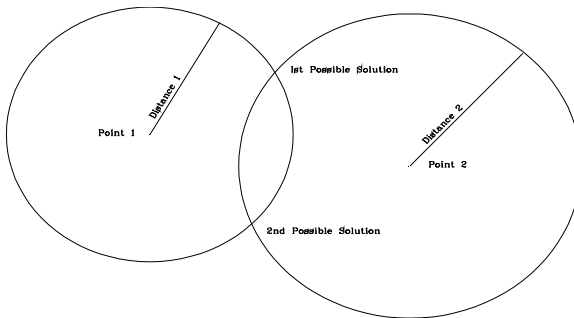 1st Possible Solution
Distance 1
Distance 2
Point 1
Point 2
2nd Possible Solution